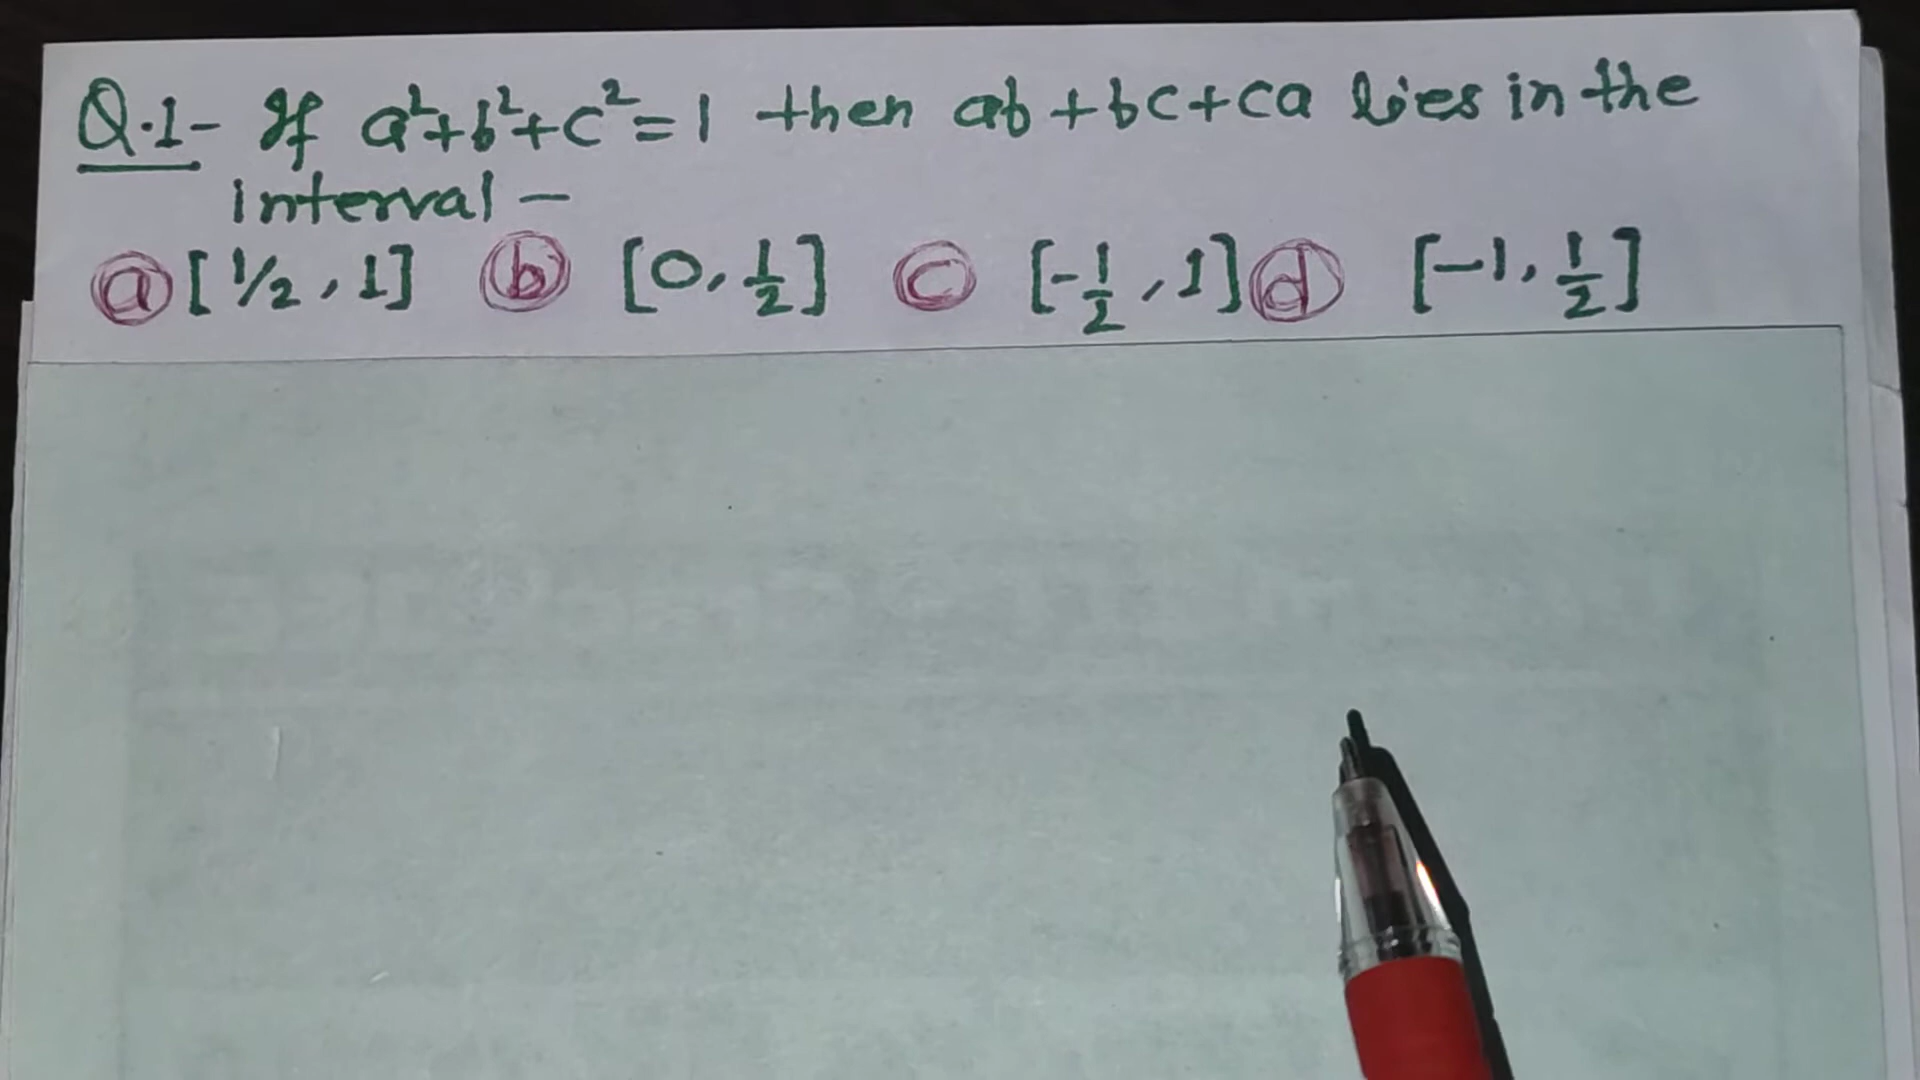 Q.1- If a²+b²+c²=1 then ab+bc+ca lies in the
interval -
(a) [1/2, 1] (b) [0, 1/2] (c) [-1/2, 1] (d) [-1, 1/2]